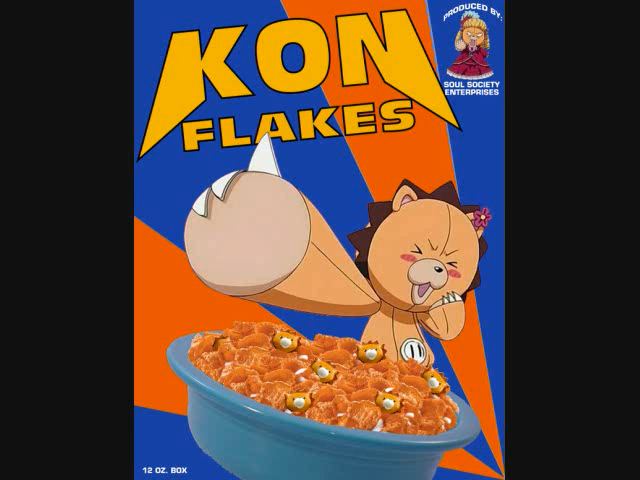 KON
FLAKES
PRODUCED BY:
SOUL SOCIETY
ENTERPRISES
12 OZ. BOX